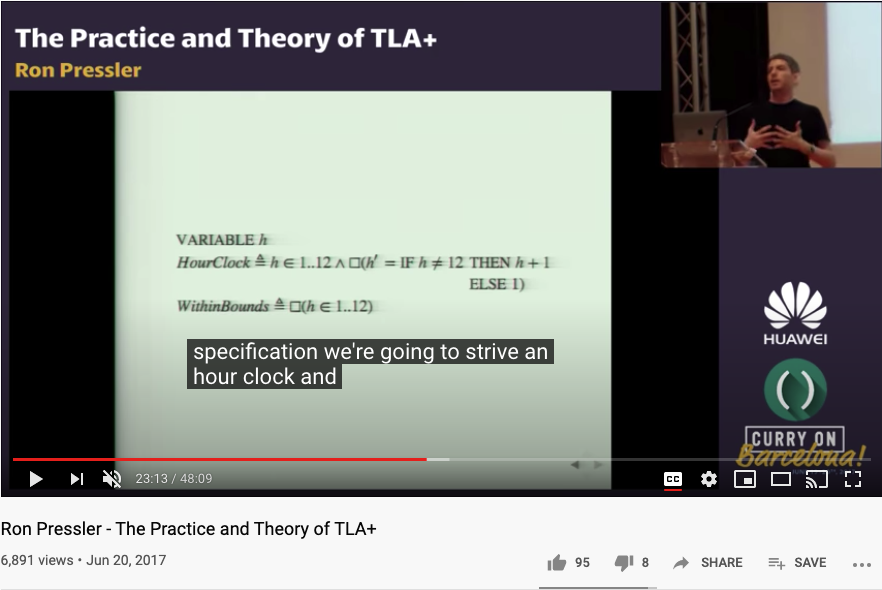 The Practice and Theory of TLA+
Ron Pressler
VARIABLE h
HourClock ≜ h ∈ 1..12 ∧ □(h′ = IF h ≠ 12 THEN h + 1
ELSE 1)
WithinBounds ≜ □(h ∈ 1..12)
specification we're going to strive an
hour clock and
HUAWEI
CURRY ON
Barcelona!
23:13 / 48:09
CC
Ron Pressler - The Practice and Theory of TLA+
6,891 views • Jun 20, 2017
95
8
SHARE
SAVE